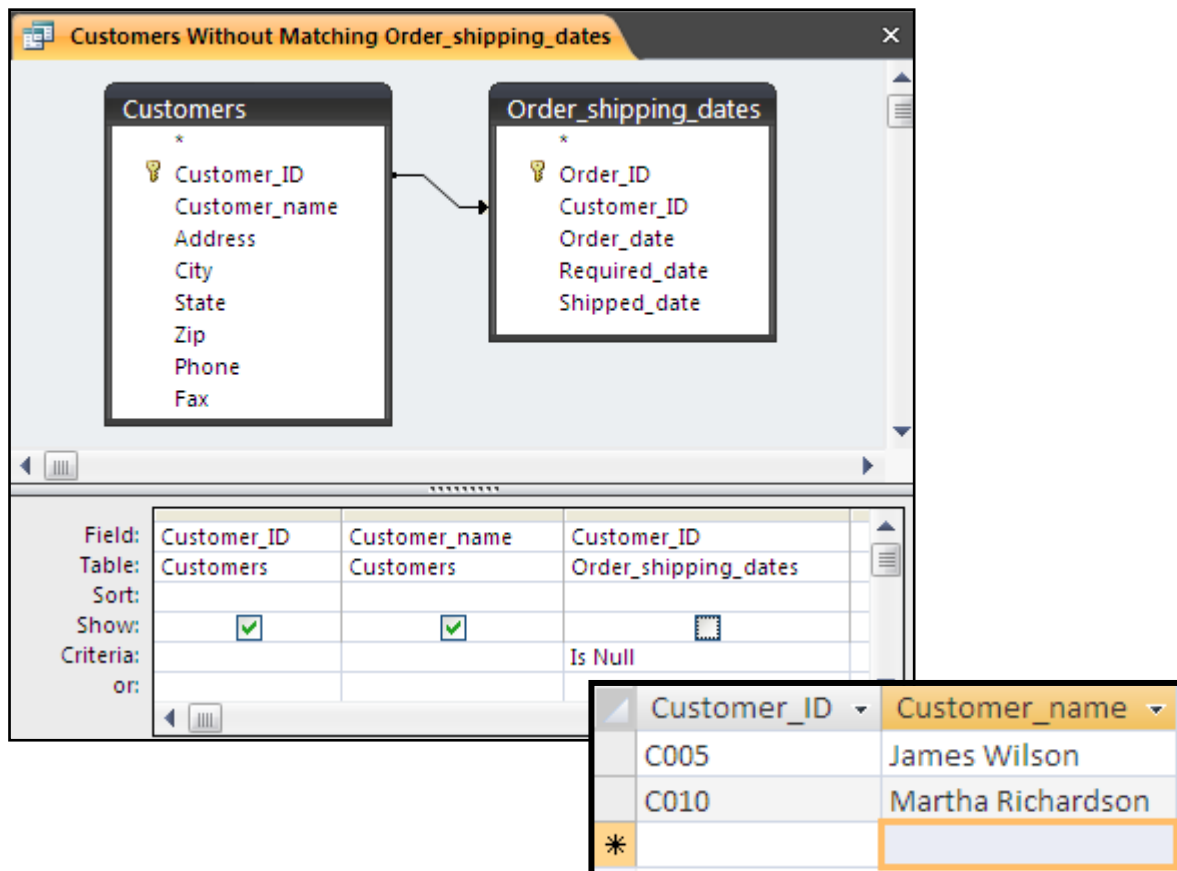 Customers Without Matching Order_shipping_dates
Customers
*
Customer_ID
Customer_name
Address
City
State
Zip
Phone
Fax
Order_shipping_dates
*
Order_ID
Customer_ID
Order_date
Required_date
Shipped_date
Field: Customer_ID Customer_name Customer_ID
Table: Customers Customers Order_shipping_dates
Sort:
Show:
Criteria: Is Null
or:
Customer_ID Customer_name
C005 James Wilson
C010 Martha Richardson
*